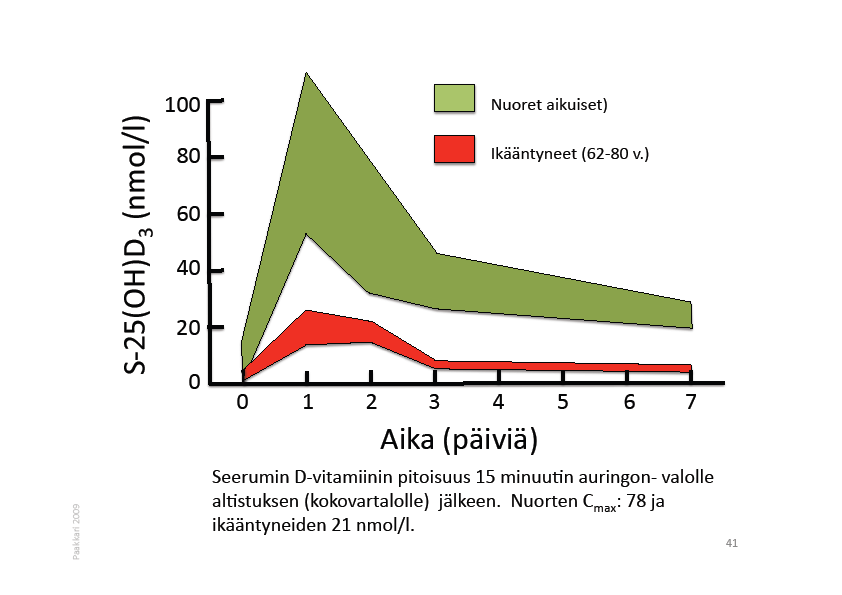 Nuoret aikuiset)
Ikääntyneet (62-80 v.)
S-25(OH)D₃ (nmol/l)
100
80
60
40
20
0
0 1 2 3 4 5 6 7
Aika (päiviä)
Seerumin D-vitamiinin pitoisuus 15 minuutin auringon- valolle
altistuksen (kokovartalolle) jälkeen. Nuorten Cmax: 78 ja
ikääntyneiden 21 nmol/l.
Paakkari 2009
41